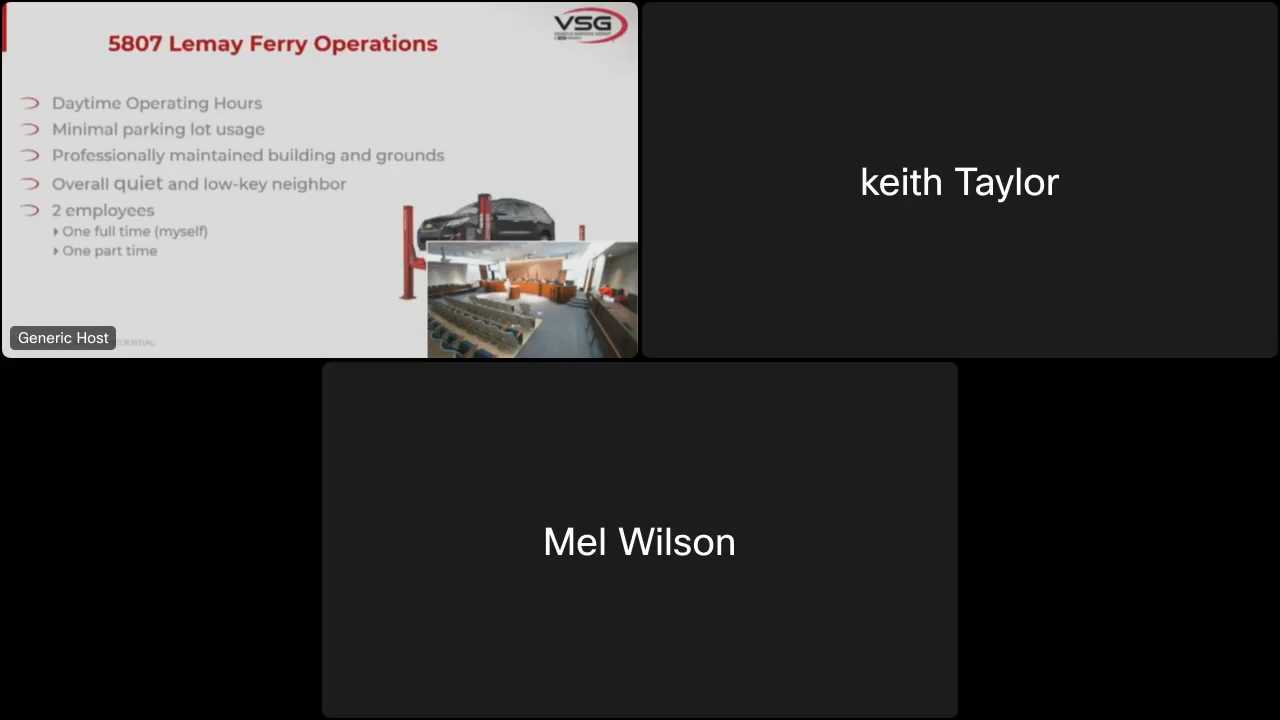 5807 Lemay Ferry Operations
VSG
Daytime Operating Hours
Minimal parking lot usage
Professionally maintained building and grounds
Overall quiet and low-key neighbor
2 employees
One full time (myself)
One part time
Generic Host
keith Taylor
Mel Wilson